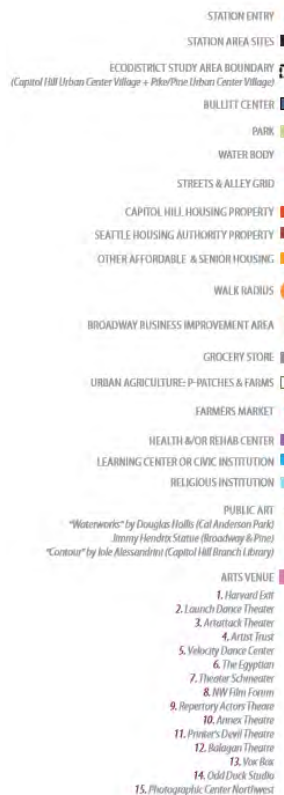 STATION ENTRY
STATION AREA SITES
ECODISTRICT STUDY AREA BOUNDARY
(Capitol Hill Urban Center Village + Pike/Pine Urban Center Village)
BULLITT CENTER
PARK
WATER BODY
STREETS & ALLEY GRID
CAPITOL HILL HOUSING PROPERTY
SEATTLE HOUSING AUTHORITY PROPERTY
OTHER AFFORDABLE & SENIOR HOUSING
WALK RADIUS
BROADWAY BUSINESS IMPROVEMENT AREA
GROCERY STORE
URBAN AGRICULTURE: P-PATCHES & FARMS
FARMERS MARKET
HEALTH &/OR REHAB CENTER
LEARNING CENTER OR CIVIC INSTITUTION
RELIGIOUS INSTITUTION
PUBLIC ART
"Waterworks" by Douglas Hollis (Cal Anderson Park)
Jimmy Hendrix Statue (Broadway & Pine)
"Contour" by Iole Alessandrini (Capitol Hill Branch Library)
ARTS VENUE
1. Harvard Exit
2. Launch Dance Theater
3. Artattack Theater
4. Artist Trust
5. Velocity Dance Center
6. The Egyptian
7. Theater Schmeater
8. NW Film Forum
9. Repertory Actors Theatre
10. Annex Theatre
11. Printer's Devil Theatre
12. Balagan Theatre
13. Vox Box
14. Odd Duck Studio
15. Photographic Center Northwest